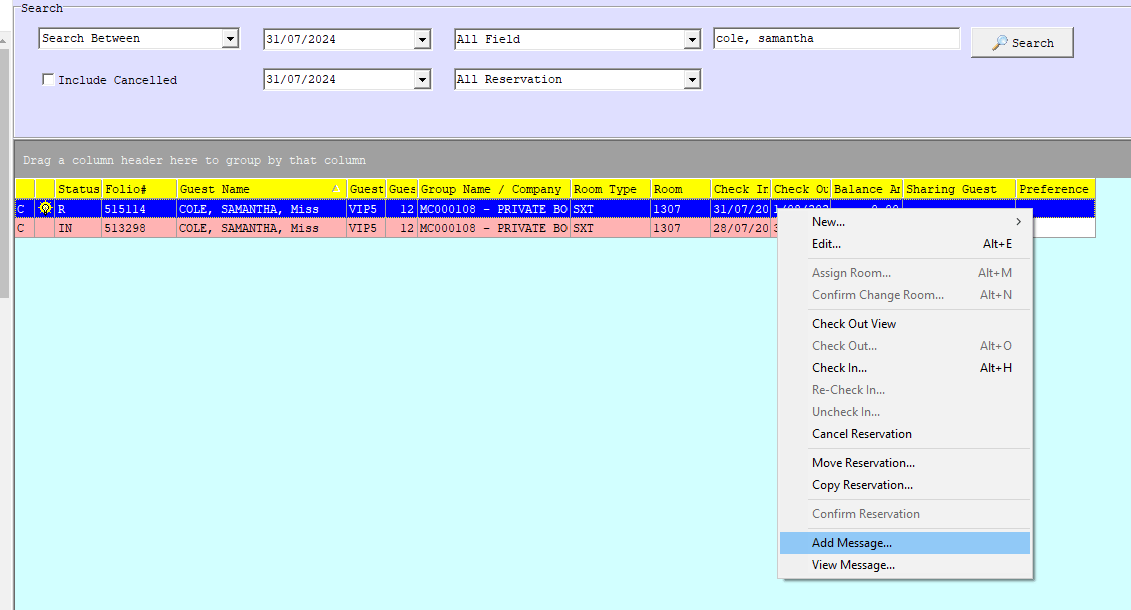 Search
Search Between 31/07/2024 All Field cole, samantha Search
Include Cancelled 31/07/2024 All Reservation
Drag a column header here to group by that column
Status Folio# Guest Name Guest Gues Group Name / Company Room Type Room Check In Check Ou Balance Am Sharing Guest Preference
C R 515114 COLE, SAMANTHA, Miss VIP5 12 MC000108 - PRIVATE BO SXT 1307 31/07/20
C IN 513298 COLE, SAMANTHA, Miss VIP5 12 MC000108 - PRIVATE BO SXT 1307 28/07/20
New...
Edit... Alt+E
Assign Room... Alt+M
Confirm Change Room... Alt+N
Check Out View
Check Out... Alt+O
Check In... Alt+H
Re-Check In...
Uncheck In...
Cancel Reservation
Move Reservation...
Copy Reservation...
Confirm Reservation
Add Message...
View Message...